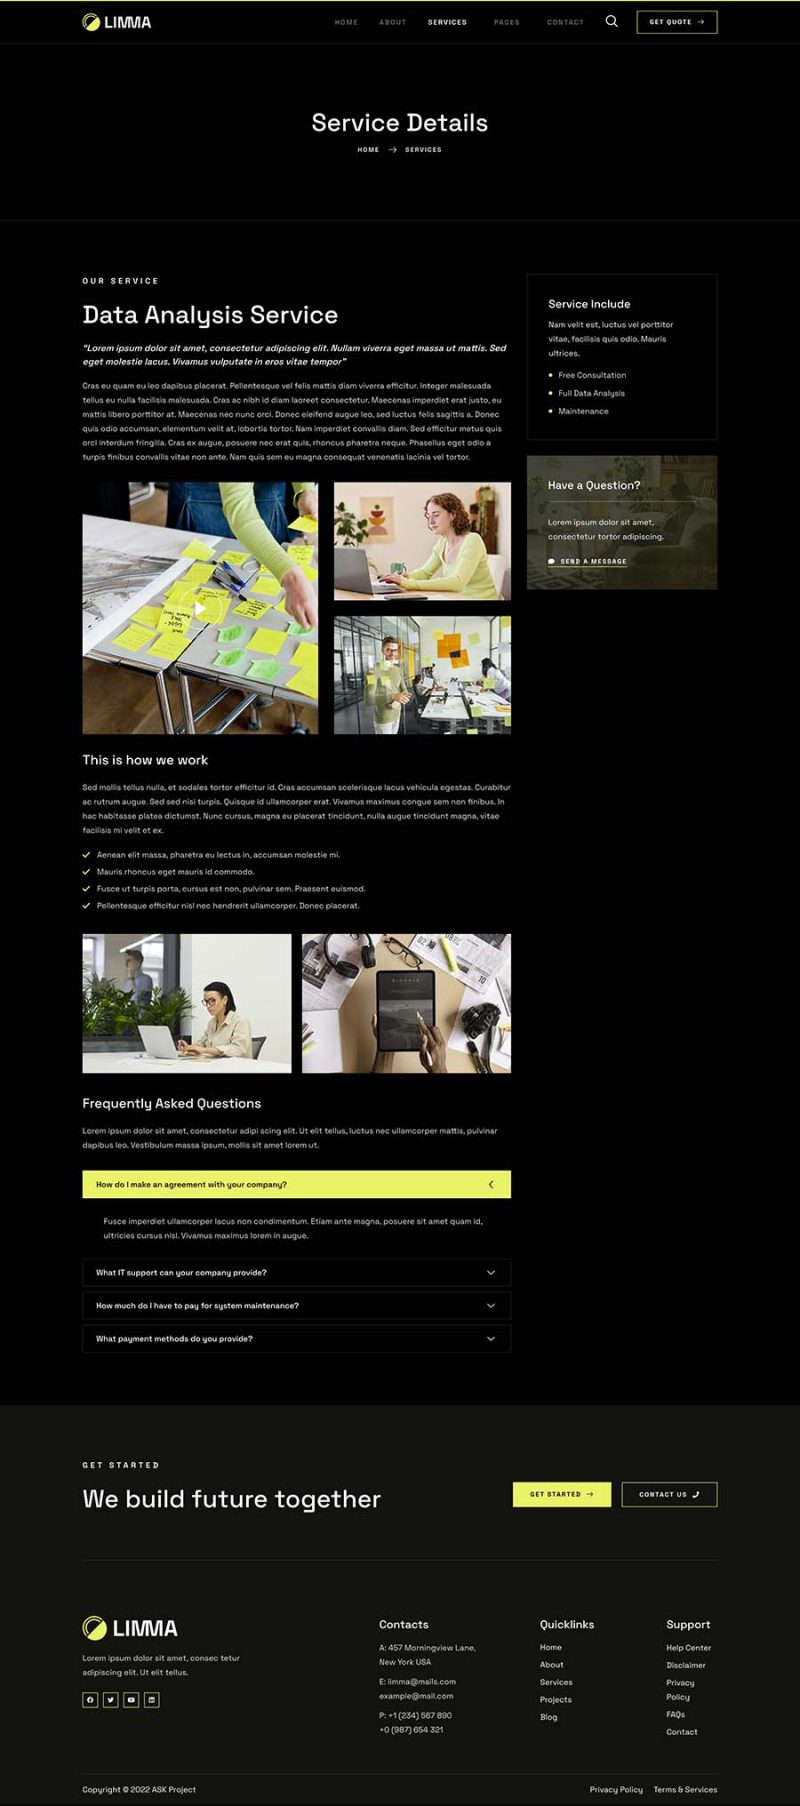 LIMMA
HOME ABOUT SERVICES PAGES CONTACT GET QUOTE
Service Details
HOME SERVICES
OUR SERVICE
Data Analysis Service
"Lorem ipsum dolor sit amet, consectetur adipiscing elit. Nullam viverra eget massa ut mattis. Sed
eget molestie lacus. Vivamus vulputate in eros vitae tempor"
Cras eu quam eu leo dapibus placerat. Pellentesque vel felis mattis diam viverra efficitur. Integer malesuada
tellus eu nulla facilisis malesuada. Cras ac nibh id diam laoreet consectetur. Maecenas imperdiet erat justo, eu
mattis libero porttitor at. Maecenas nec nunc orci. Donec eleifend augue leo, sed luctus felis sagittis a. Donec
quis odio accumsan, elementum velit at, lobortis tortor. Nam imperdiet convallis diam. Sed efficitur metus quis
orci interdum fringilla. Cras ex augue, posuere nec erat quis, rhoncus pharetra neque. Phasellus eget odio a
turpis finibus convallis vitae non ante. Nam quis sem eu magna consequat venenatis lacinia vel tortor.
Service Include
Nam velit est, luctus vel porttitor
vitae, facilisis quis odio. Mauris
ultrices.
Free Consultation
Full Data Analysis
Maintenance
Have a Question?
Lorem ipsum dolor sit amet,
consectetur tortor adipiscing.
SEND A MESSAGE
This is how we work
Sed mollis tellus nulla, et sodales tortor efficitur id. Cras accumsan scelerisque lacus vehicula egestas. Curabitur
ac rutrum augue. Sed sed nisi turpis. Quisque id ullamcorper erat. Vivamus maximus congue sem non finibus. In
hac habitasse platea dictumst. Nunc cursus, magna eu placerat tincidunt, nulla augue tincidunt magna, vitae
facilisis mi velit et ex.
Aenean elit massa, pharetra eu lectus in, accumsan molestie mi.
Mauris rhoncus eget mauris id commodo.
Fusce ut turpis porta, cursus est non, pulvinar sem. Praesent euismod.
Pellentesque efficitur nisl nec hendrerit ullamcorper. Donec placerat.
Frequently Asked Questions
Lorem ipsum dolor sit amet, consectetur adipi scing elit. Ut elit tellus, luctus nec ullamcorper mattis, pulvinar
dapibus leo. Vestibulum massa ipsum, mollis sit amet lorem ut.
How do I make an agreement with your company?
Fusce imperdiet ullamcorper lacus non condimentum. Etiam ante magna, posuere sit amet quam id,
ultricies cursus nisl. Vivamus maximus lorem in augue.
What IT support can your company provide?
How much do I have to pay for system maintenance?
What payment methods do you provide?
GET STARTED
We build future together
GET STARTED CONTACT US
LIMMA
Lorem ipsum dolor sit amet, consec tetur
adipiscing elit. Ut elit tellus.
Contacts
A: 457 Morningview Lane,
New York USA
E: limma@mails.com
example@mail.com
P: +1 (234) 567 890
+0 (987) 654 321
Quicklinks
Home
About
Services
Projects
Blog
Support
Help Center
Disclaimer
Privacy
Policy
FAQs
Contact
Copyright © 2022 ASK Project
Privacy Policy Terms & Services